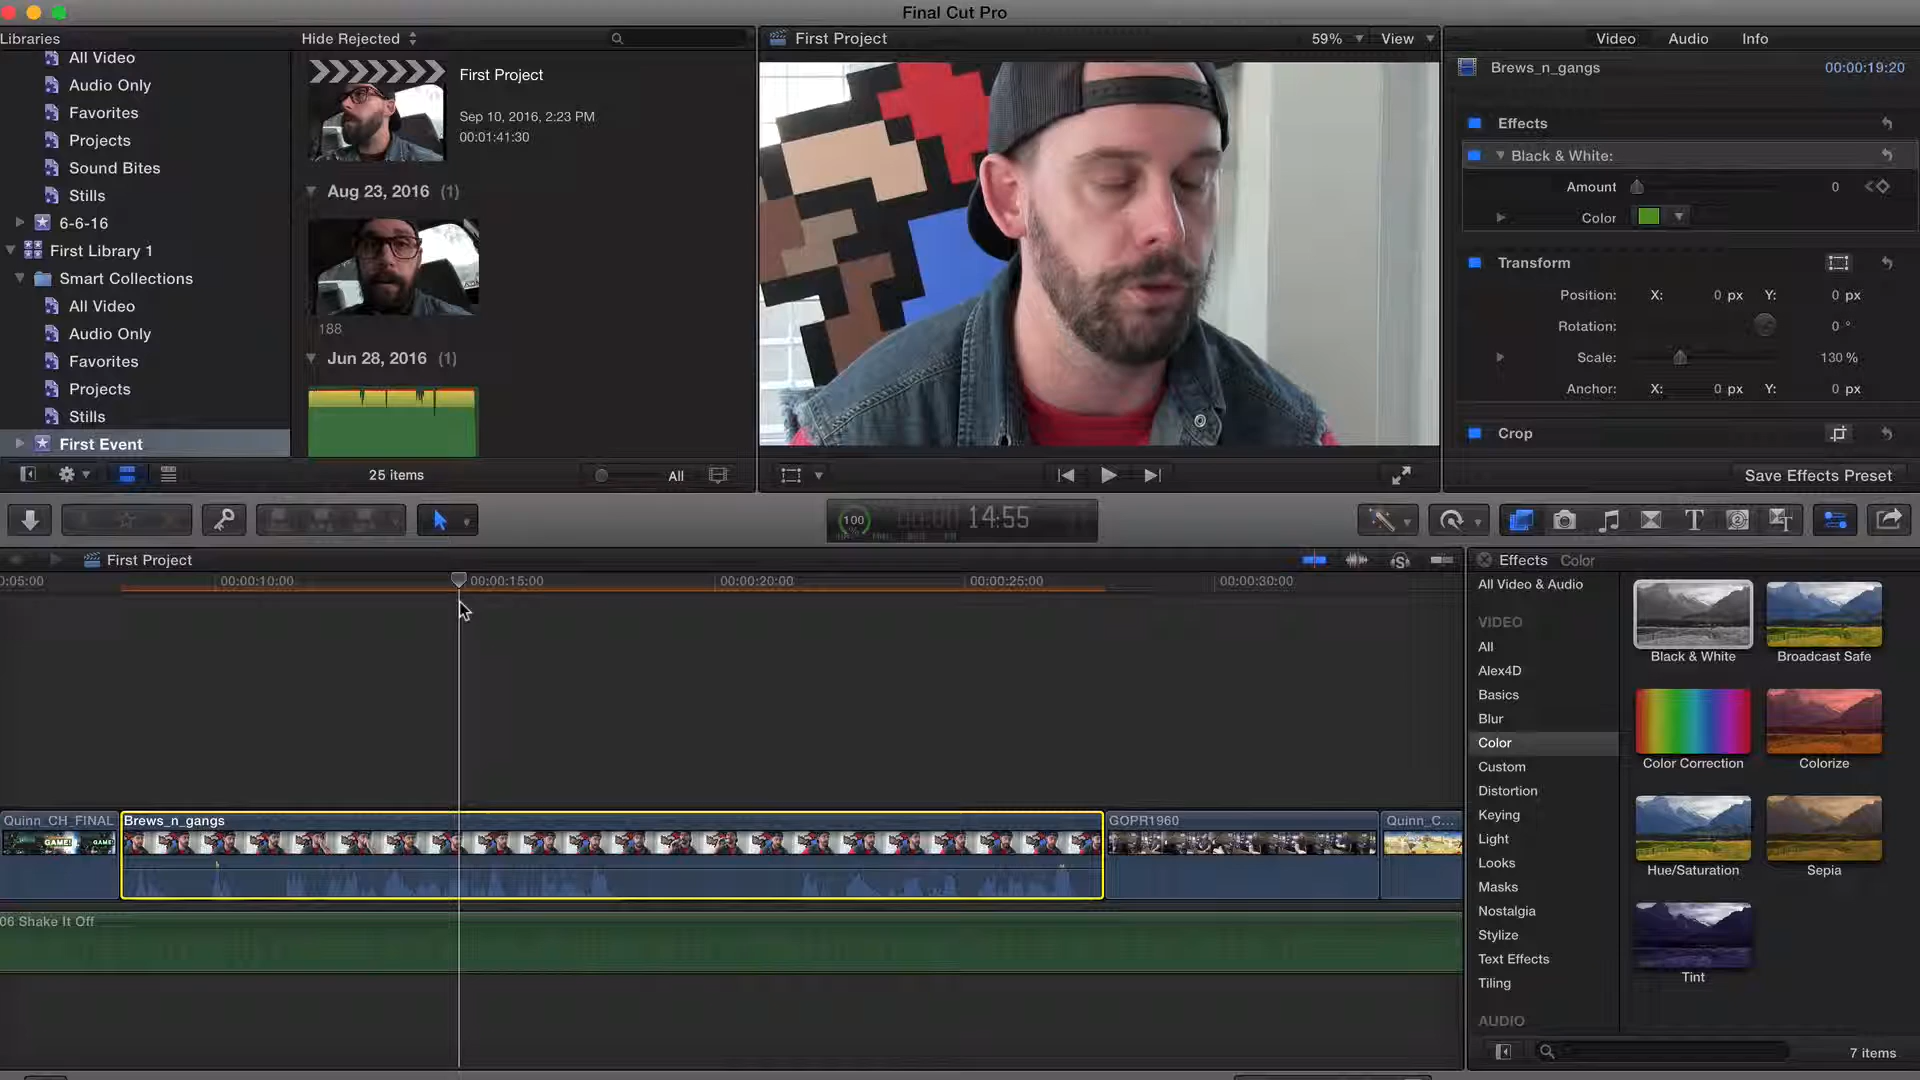 Final Cut Pro
Libraries
Hide Rejected
All Video
Audio Only
Favorites
Projects
Sound Bites
Stills
6-6-16
First Library 1
Smart Collections
All Video
Audio Only
Favorites
Projects
Stills
First Event
First Project
Sep 10, 2016, 2:23 PM
00:01:41:30
Aug 23, 2016 (1)
188
Jun 28, 2016 (1)
25 items
All
First Project
59%
View
Video
Audio
Info
Brews_n_gangs
00:00:19:20
Effects
Black & White:
Amount
0
Color
Transform
Position: X: 0 px Y: 0 px
Rotation: 0 °
Scale: 130 %
Anchor: X: 0 px Y: 0 px
Crop
Save Effects Preset
100
%
14:55
First Project
0:05:00
00:00:10:00
00:00:15:00
00:00:20:00
00:00:25:00
00:00:30:00
Quinn_CH_FINAL
Brews_n_gangs
GOPR1960
Quinn_C...
GAME!
GAME!
06 Shake It Off
Effects
Color
All Video & Audio
VIDEO
All
Alex4D
Basics
Blur
Color
Custom
Distortion
Keying
Light
Looks
Masks
Nostalgia
Stylize
Text Effects
Tiling
AUDIO
Black & White
Broadcast Safe
Color Correction
Colorize
Hue/Saturation
Sepia
Tint
7 items